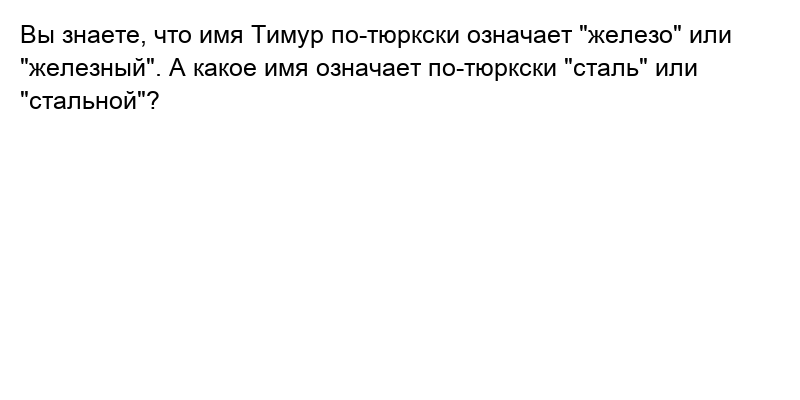 Вы знаете, что имя Тимур по-тюркски означает "железо" или
"железный". А какое имя означает по-тюркски "сталь" или
"стальной"?